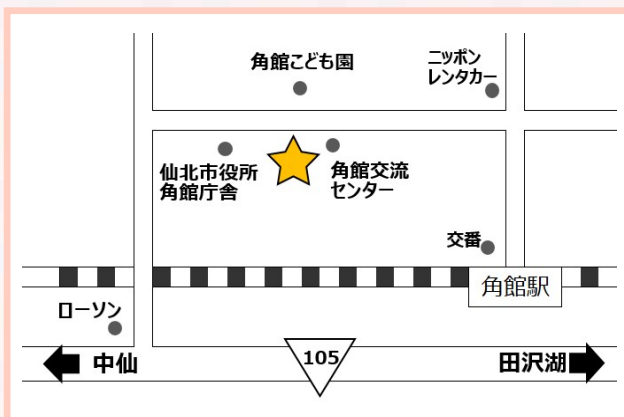 角館こども園
ニッポン
レンタカー
仙北市役所
角館庁舎
角館交流
センター
交番
角館駅
ローソン
中仙
105
田沢湖